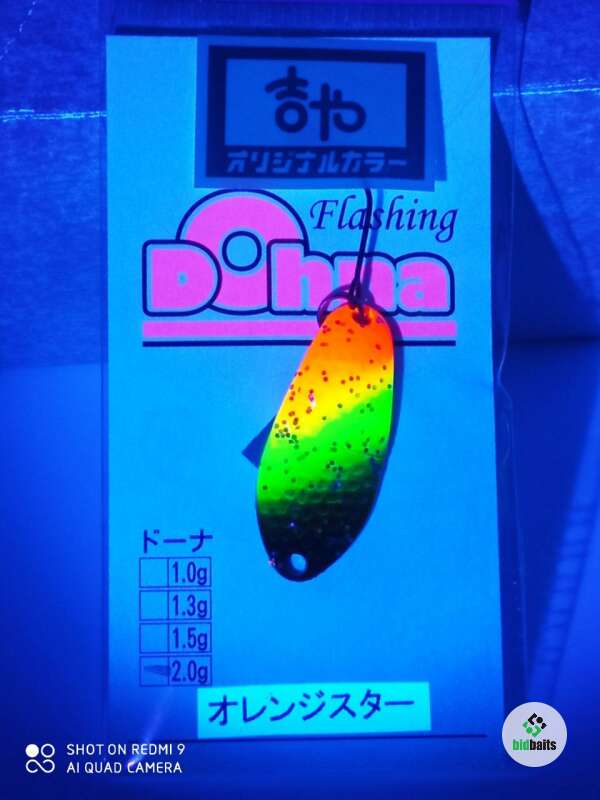 吉や
オリジナルカラー
Flashing
Dohna
ドーナ
1.0g
1.3g
1.5g
2.0g
オレンジスター
SHOT ON REDMI 9
AI QUAD CAMERA
bidbaits